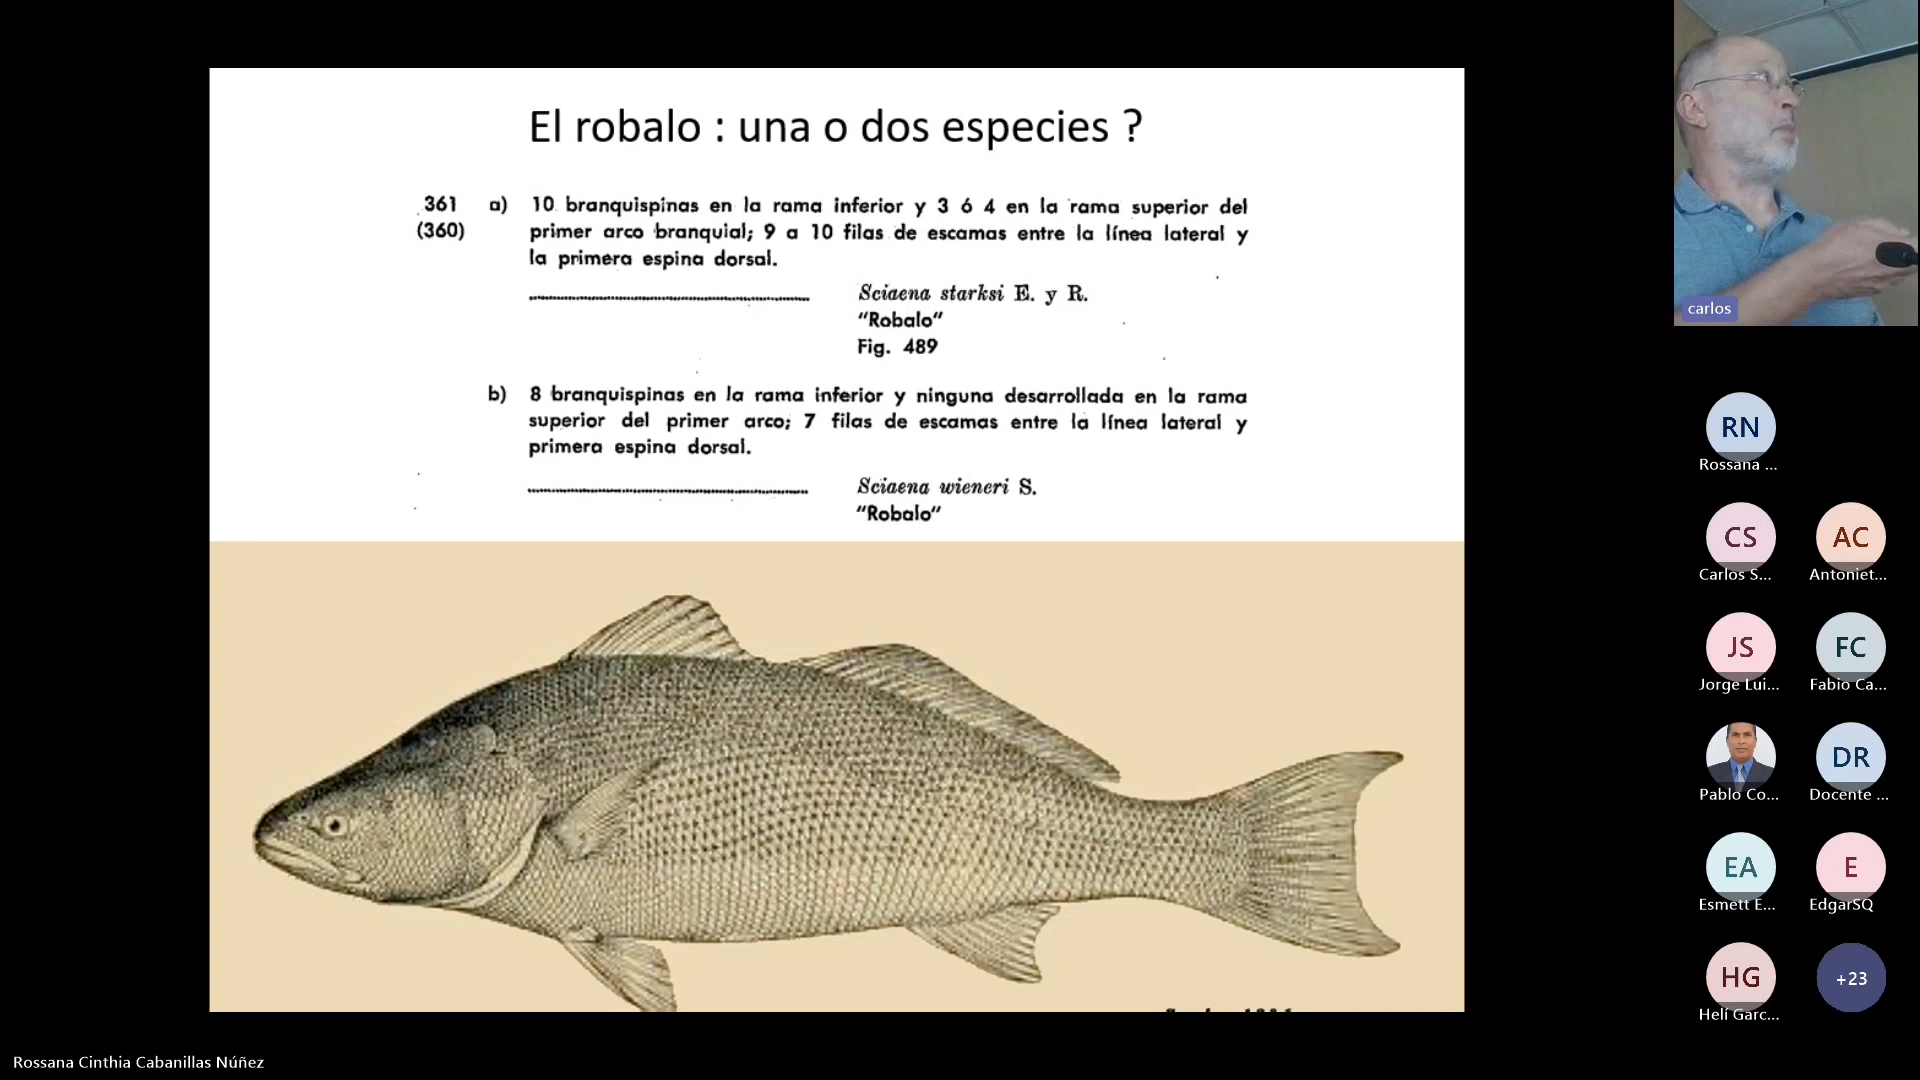 El robalo : una o dos especies ?
361 a) 10 branquispinas en la rama inferior y 3 ó 4 en la rama superior del
(360) primer arco branquial; 9 a 10 filas de escamas entre la línea lateral y
la primera espina dorsal.
Sciaena starksi E. y R.
"Robalo"
Fig. 489
b) 8 branquispinas en la rama inferior y ninguna desarrollada en la rama
superior del primer arco; 7 filas de escamas entre la línea lateral y
primera espina dorsal.
Sciaena wieneri S.
"Robalo"
carlos
RN
Rossana ...
CS
Carlos S...
AC
Antoniet...
JS
Jorge Lui...
FC
Fabio Ca...
Pablo Co...
DR
Docente ...
EA
Esmett E...
E
EdgarSQ
HG
Helí Garc...
+23
Rossana Cinthia Cabanillas Núñez